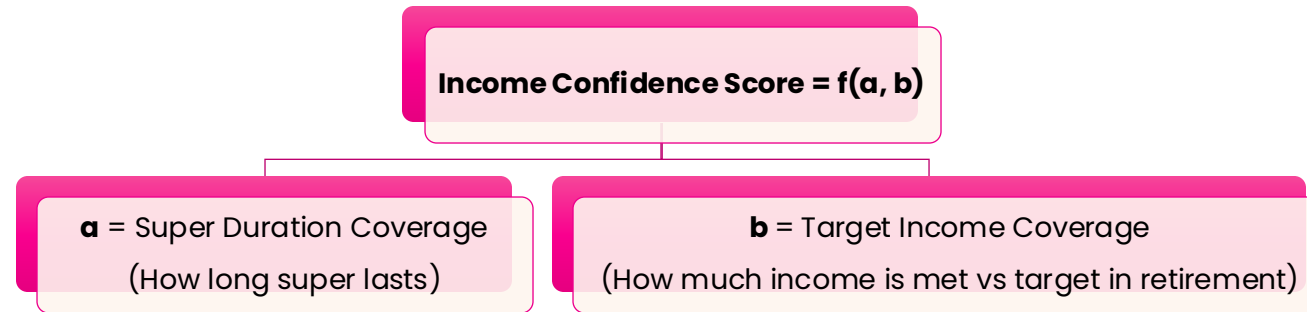 Income Confidence Score = f(a, b)
a = Super Duration Coverage
(How long super lasts)
b = Target Income Coverage
(How much income is met vs target in retirement)